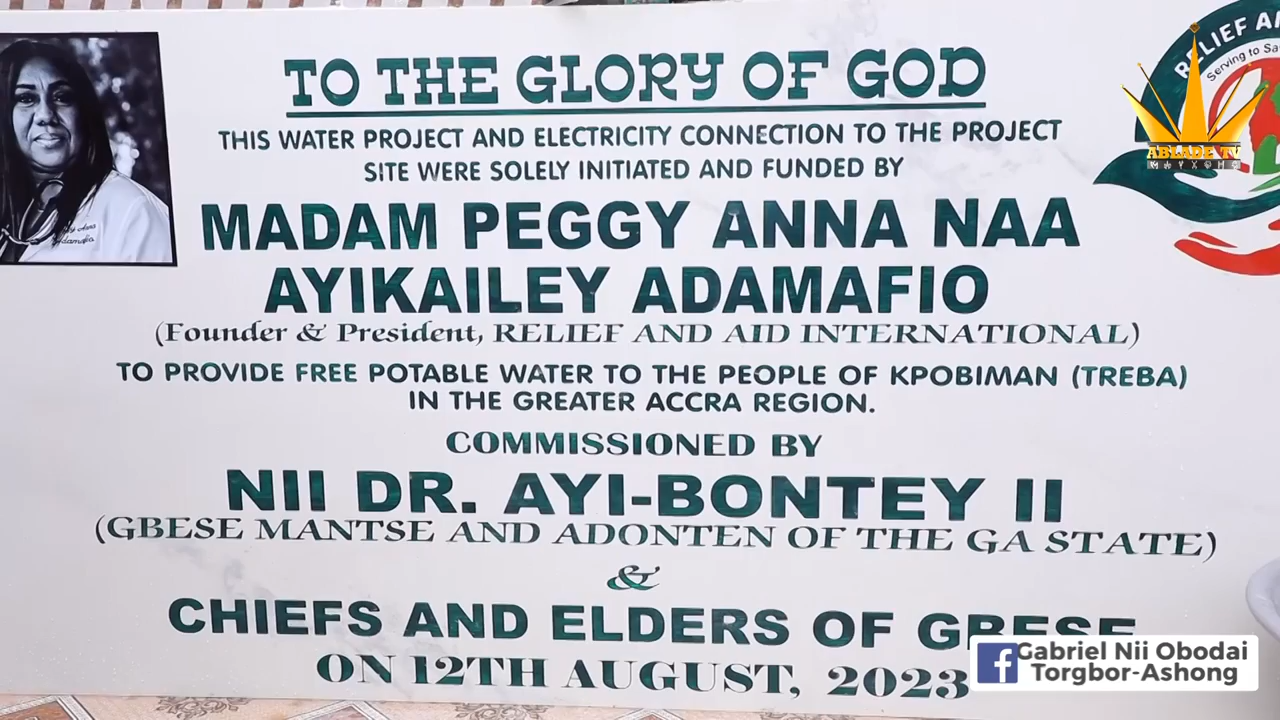 TO THE GLORY OF GOD
THIS WATER PROJECT AND ELECTRICITY CONNECTION TO THE PROJECT
SITE WERE SOLELY INITIATED AND FUNDED BY
MADAM PEGGY ANNA NAA
AYIKAILEY ADAMAFIO
(Founder & President, RELIEF AND AID INTERNATIONAL)
TO PROVIDE FREE POTABLE WATER TO THE PEOPLE OF KPOBIMAN (TREBA)
IN THE GREATER ACCRA REGION.
COMMISSIONED BY
NII DR. AYI-BONTEY II
(GBESE MANTSE AND ADONTEN OF THE GA STATE)
&
CHIEFS AND ELDERS OF GBESE
ON 12TH AUGUST, 2023
RELIEF
Serving to
ABLADE TV
Gabriel Nii Obodai
Torgbor-Ashong